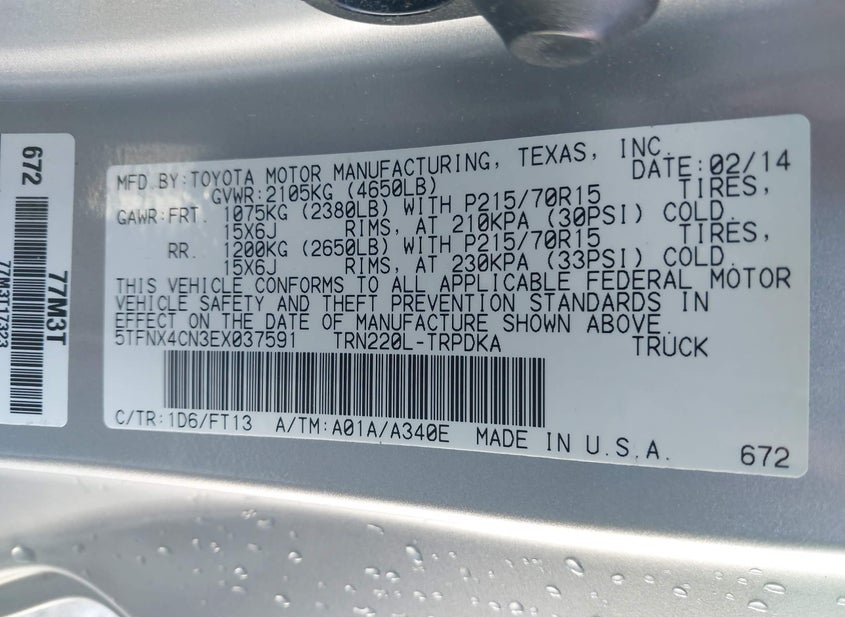 672
77M3T
77M3117323
MFD.BY:TOYOTA MOTOR MANUFACTURING, TEXAS, INC.
GVWR:2105KG (4650LB) DATE:02/14
GAWR:FRT. 1075KG (2380LB) WITH P215/70R15 TIRES,
15X6J RIMS, AT 210KPA (30PSI) COLD.
RR. 1200KG (2650LB) WITH P215/70R15 TIRES,
15X6J RIMS, AT 230KPA (33PSI) COLD.
THIS VEHICLE CONFORMS TO ALL APPLICABLE FEDERAL MOTOR
VEHICLE SAFETY AND THEFT PREVENTION STANDARDS IN
EFFECT ON THE DATE OF MANUFACTURE SHOWN ABOVE.
5TFNX4CN3EX037591 TRN220L-TRPDKA TRUCK
C/TR:1D6/FT13 A/TM:A01A/A340E MADE IN U.S.A. 672